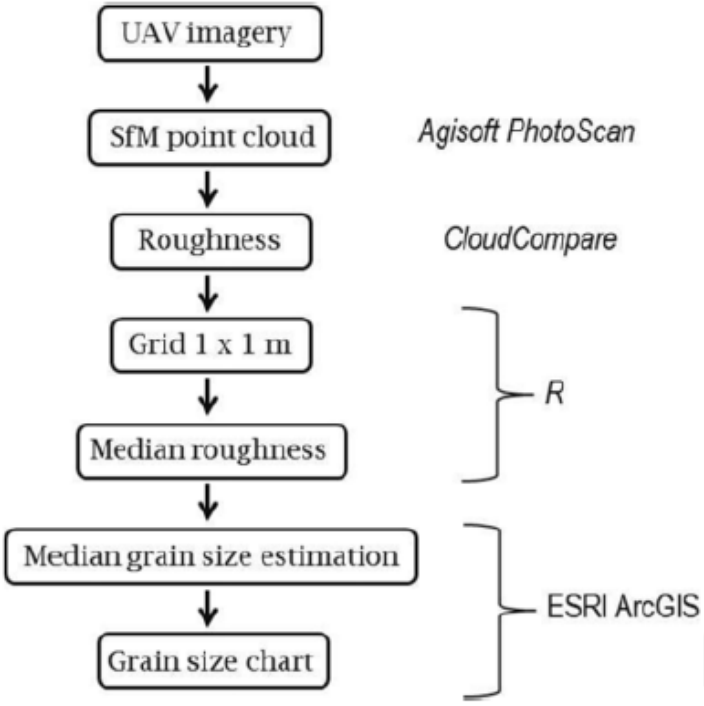 UAV imagery
SfM point cloud
Agisoft PhotoScan
Roughness
CloudCompare
Grid 1 x 1 m
R
Median roughness
Median grain size estimation
ESRI ArcGIS
Grain size chart